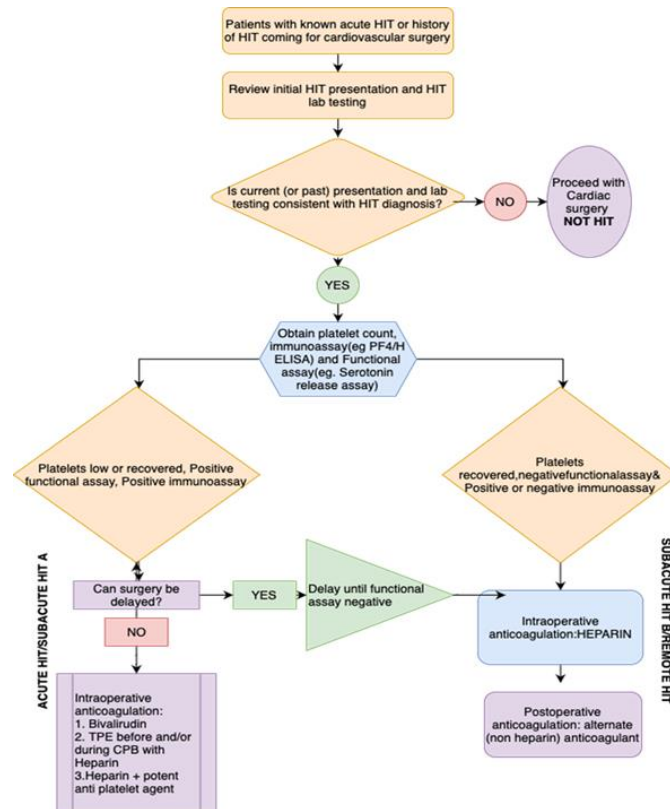 Patients with known acute HIT or history
of HIT coming for cardiovascular surgery
Review initial HIT presentation and HIT
lab testing
Is current (or past) presentation and lab
testing consistent with HIT diagnosis?
NO
Proceed with
Cardiac
surgery
NOT HIT
YES
Obtain platelet count,
immunoassay(eg PF4/H
ELISA) and Functional
assay(eg. Serotonin
release assay)
Platelets low or recovered, Positive
functional assay, Positive immunoassay
Platelets
recovered,negativefunctionalassay&
Positive or negative immunoassay
ACUTE HIT/SUBACUTE HIT A
Can surgery be
delayed?
YES
Delay until functional
assay negative
NO
Intraoperative
anticoagulation:HEPARIN
SUBACUTE HIT B/REMOTE HIT
Intraoperative
anticoagulation:
1. Bivalirudin
2. TPE before and/or
during CPB with
Heparin
3.Heparin + potent
anti platelet agent
Postoperative
anticoagulation: alternate
(non heparin) anticoagulant